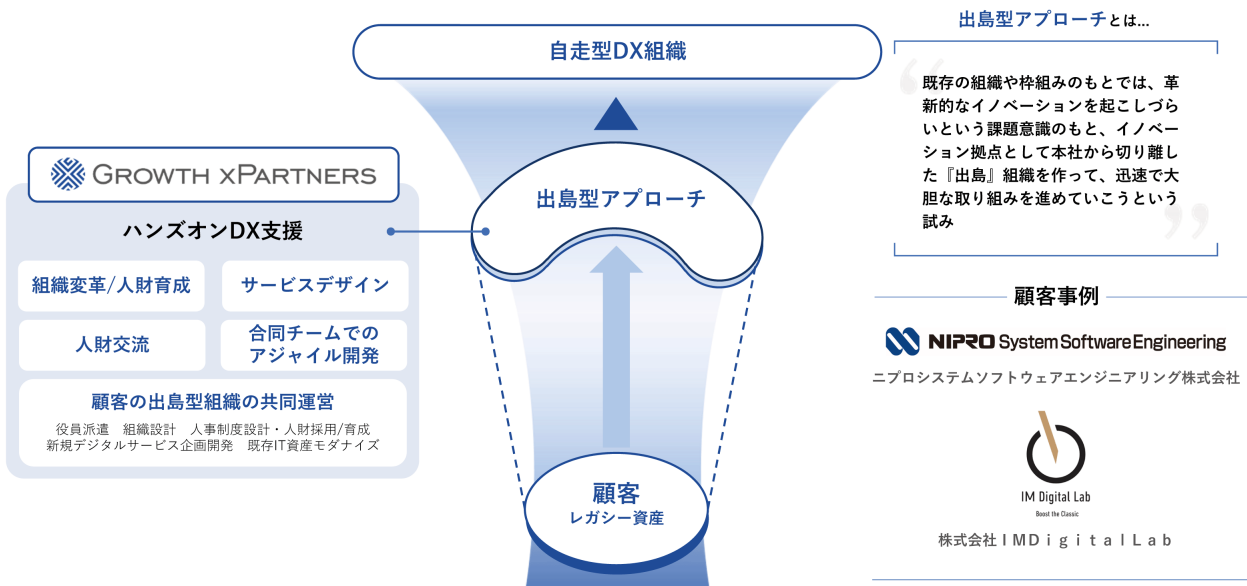 自走型DX組織
GROWTH xPARTNERS
ハンズオンDX支援
組織変革/人財育成
サービスデザイン
人財交流
合同チームでの
アジャイル開発
顧客の出島型組織の共同運営
役員派遣　組織設計　人事制度設計・人財採用/育成
新規デジタルサービス企画開発　既存IT資産モダナイズ
出島型アプローチ
顧客
レガシー資産
出島型アプローチとは...
既存の組織や枠組みのもとでは、革
新的なイノベーションを起こしづら
いという課題意識のもと、イノベー
ション拠点として本社から切り離し
た『出島』組織を作って、迅速で大
胆な取り組みを進めていこうという
試み
顧客事例
NIPRO System Software Engineering
ニプロシステムソフトウェアエンジニアリング株式会社
IM Digital Lab
Boost the Classic
株式会社ＩＭＤｉｇｉｔａｌＬａｂ